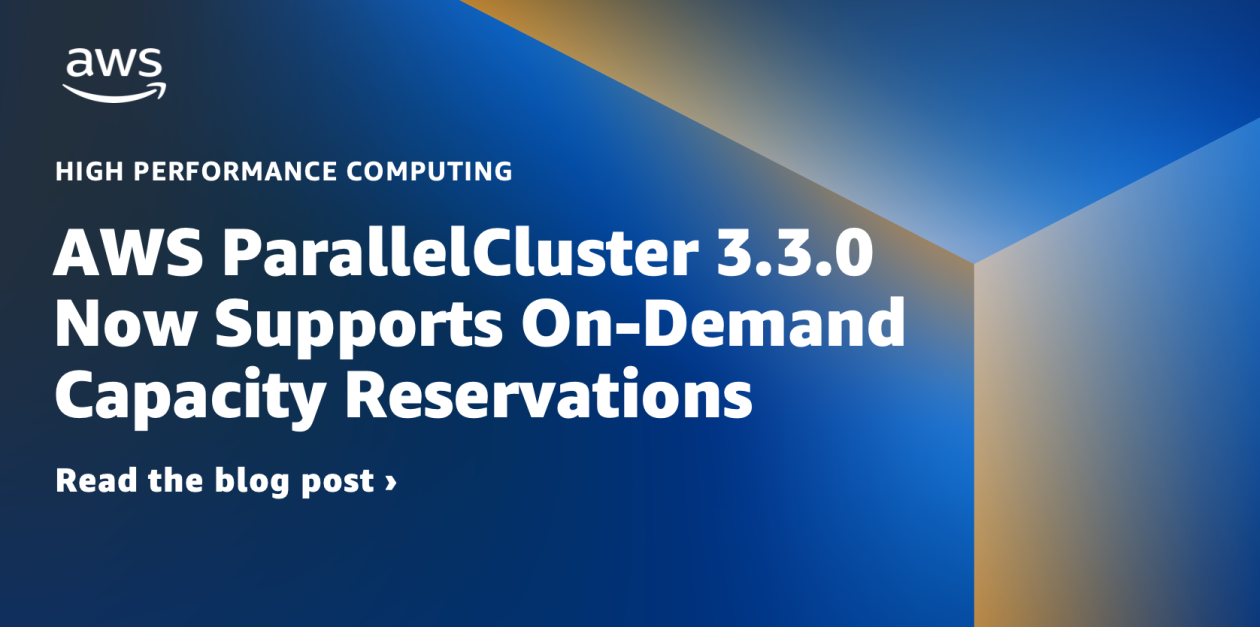 aws
HIGH PERFORMANCE COMPUTING
AWS ParallelCluster 3.3.0
Now Supports On-Demand
Capacity Reservations
Read the blog post ›